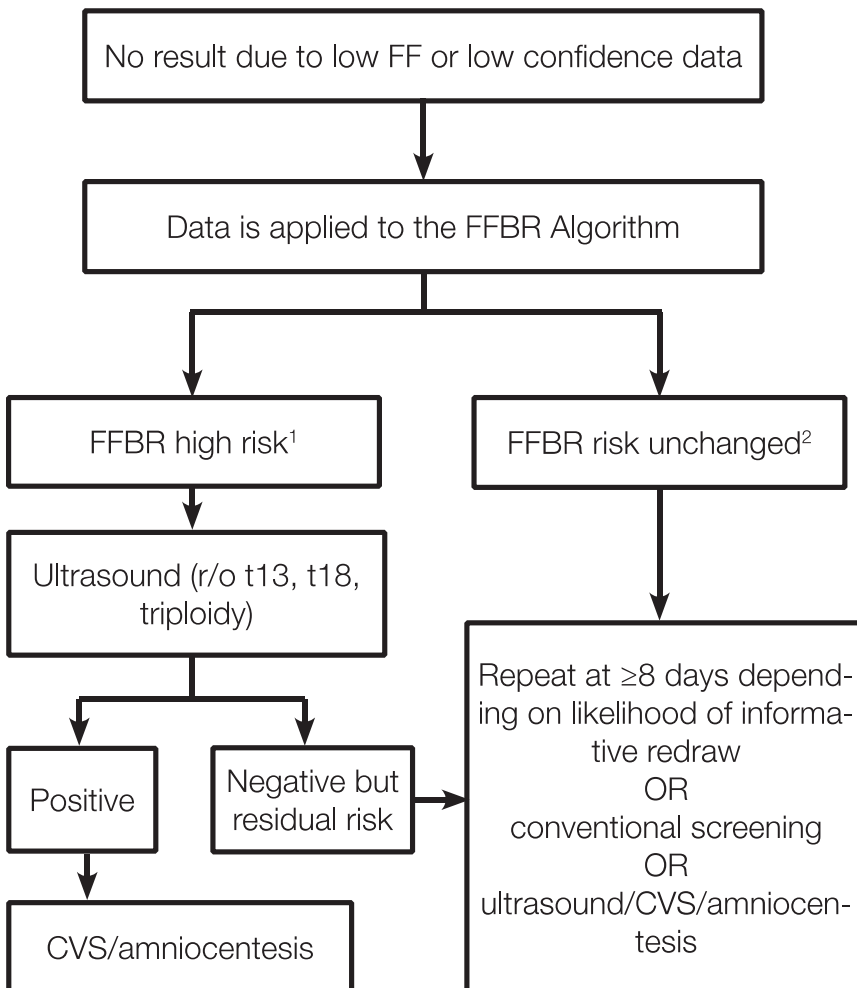 No result due to low FF or low confidence data
Data is applied to the FFBR Algorithm
FFBR high risk¹
FFBR risk unchanged²
Ultrasound (r/o t13, t18,
triploidy)
Positive
Negative but
residual risk
CVS/amniocentesis
Repeat at ≥8 days depend-
ing on likelihood of informa-
tive redraw
OR
conventional screening
OR
ultrasound/CVS/amniocen-
tesis